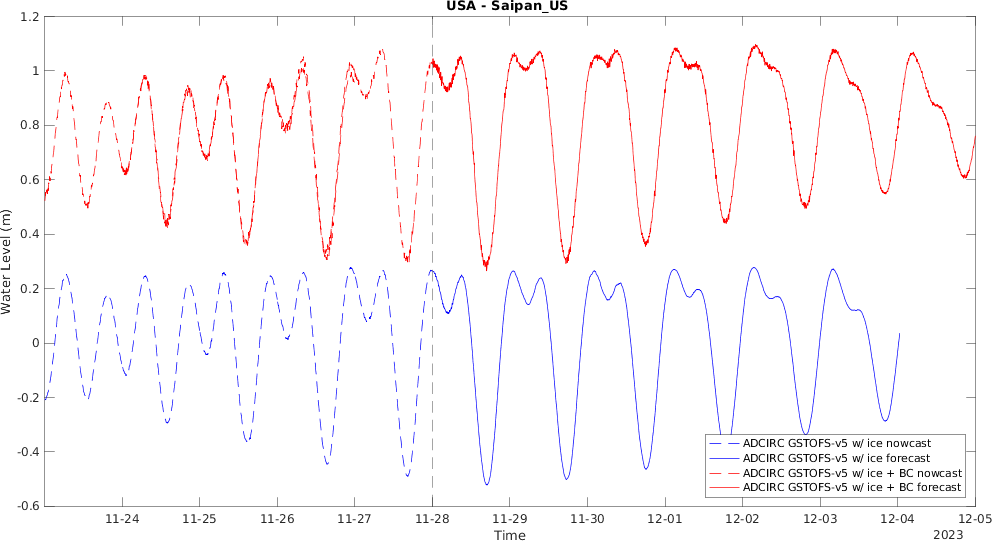 USA - Saipan_US
1.2
1
0.8
0.6
0.4
0.2
0
-0.2
-0.4
-0.6
Water Level (m)
ADCIRC GSTOFS-v5 w/ ice nowcast
ADCIRC GSTOFS-v5 w/ ice forecast
ADCIRC GSTOFS-v5 w/ ice + BC nowcast
ADCIRC GSTOFS-v5 w/ ice + BC forecast
11-24 11-25 11-26 11-27 11-28 11-29 11-30 12-01 12-02 12-03 12-04 12-05
Time
2023